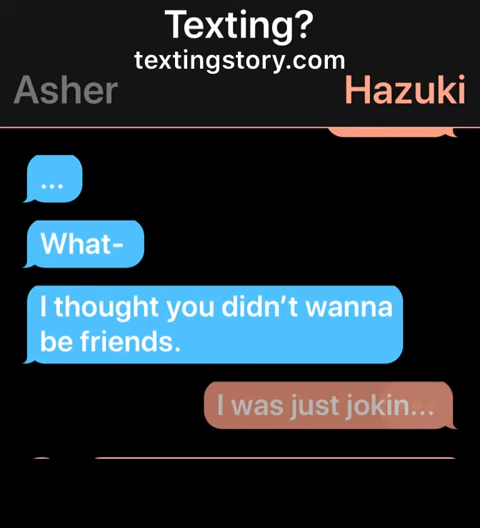 Texting?
textingstory.com
Asher
Hazuki
...
What-
I thought you didn't wanna
be friends.
I was just jokin...